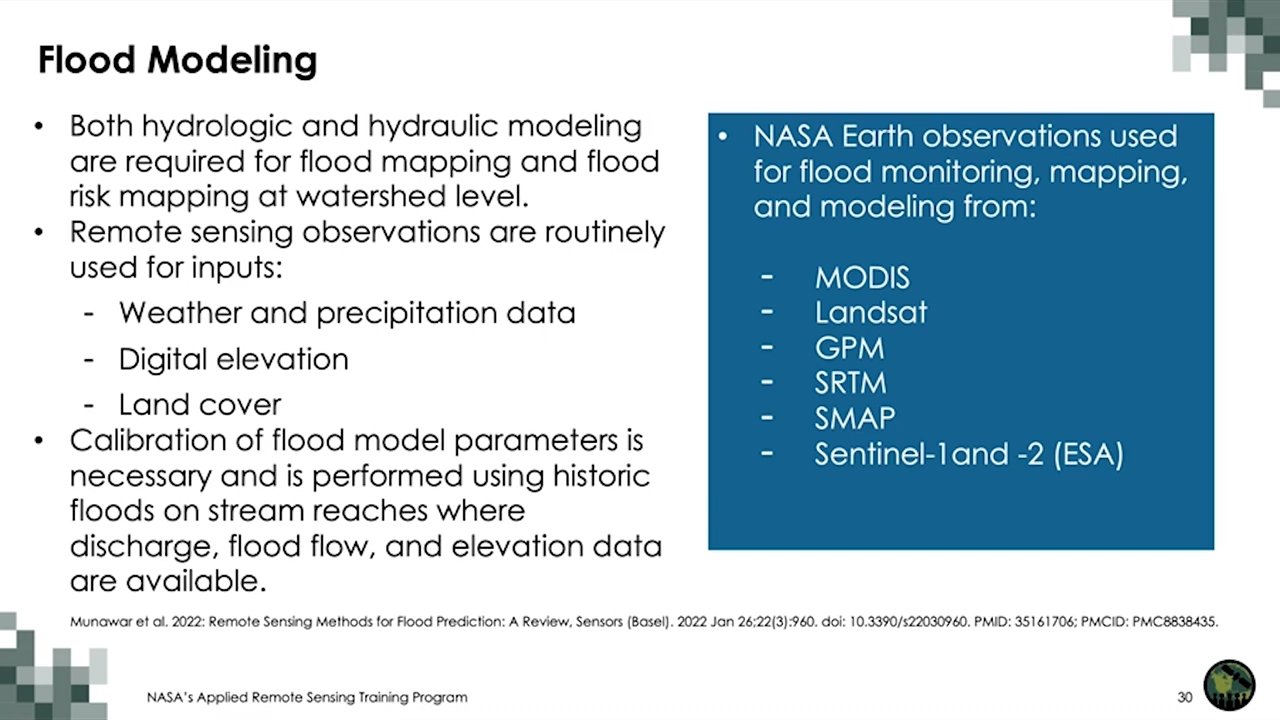 Flood Modeling
• Both hydrologic and hydraulic modeling
are required for flood mapping and flood
risk mapping at watershed level.
• Remote sensing observations are routinely
used for inputs:
- Weather and precipitation data
- Digital elevation
- Land cover
• Calibration of flood model parameters is
necessary and is performed using historic
floods on stream reaches where
discharge, flood flow, and elevation data
are available.
• NASA Earth observations used
for flood monitoring, mapping,
and modeling from:
- MODIS
- Landsat
- GPM
- SRTM
- SMAP
- Sentinel-1and -2 (ESA)
Munawar et al. 2022: Remote Sensing Methods for Flood Prediction: A Review, Sensors (Basel). 2022 Jan 26;22(3):960. doi: 10.3390/s22030960. PMID: 35161706; PMCID: PMC8838435.
NASA's Applied Remote Sensing Training Program
30